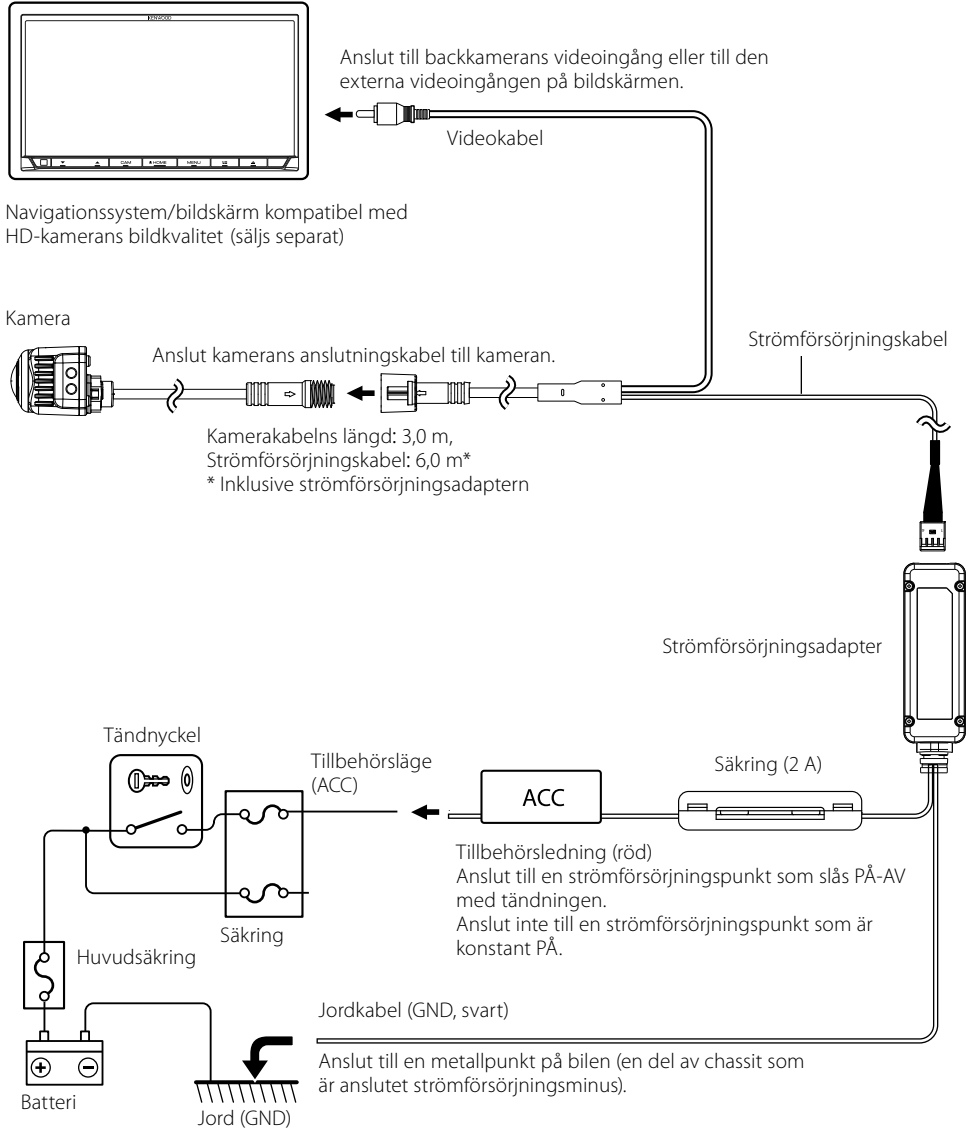 KENWOOD
Anslut till backkamerans videoingång eller till den
externa videoingången på bildskärmen.
Videokabel
CAM
HOME
MENU
Navigationssystem/bildskärm kompatibel med
HD-kamerans bildkvalitet (säljs separat)
Kamera
Anslut kamerans anslutningskabel till kameran.
Strömförsörjningskabel
Kamerakabelns längd: 3,0 m,
Strömförsörjningskabel: 6,0 m*
* Inklusive strömförsörjningsadaptern
Strömförsörjningsadapter
Tändnyckel
Tillbehörsläge
(ACC)
ACC
Säkring (2 A)
Tillbehörsledning (röd)
Anslut till en strömförsörjningspunkt som slås PÅ-AV
med tändningen.
Anslut inte till en strömförsörjningspunkt som är
konstant PÅ.
Säkring
Huvudsäkring
Jordkabel (GND, svart)
Anslut till en metallpunkt på bilen (en del av chassit som
är anslutet strömförsörjningsminus).
Batteri
Jord (GND)